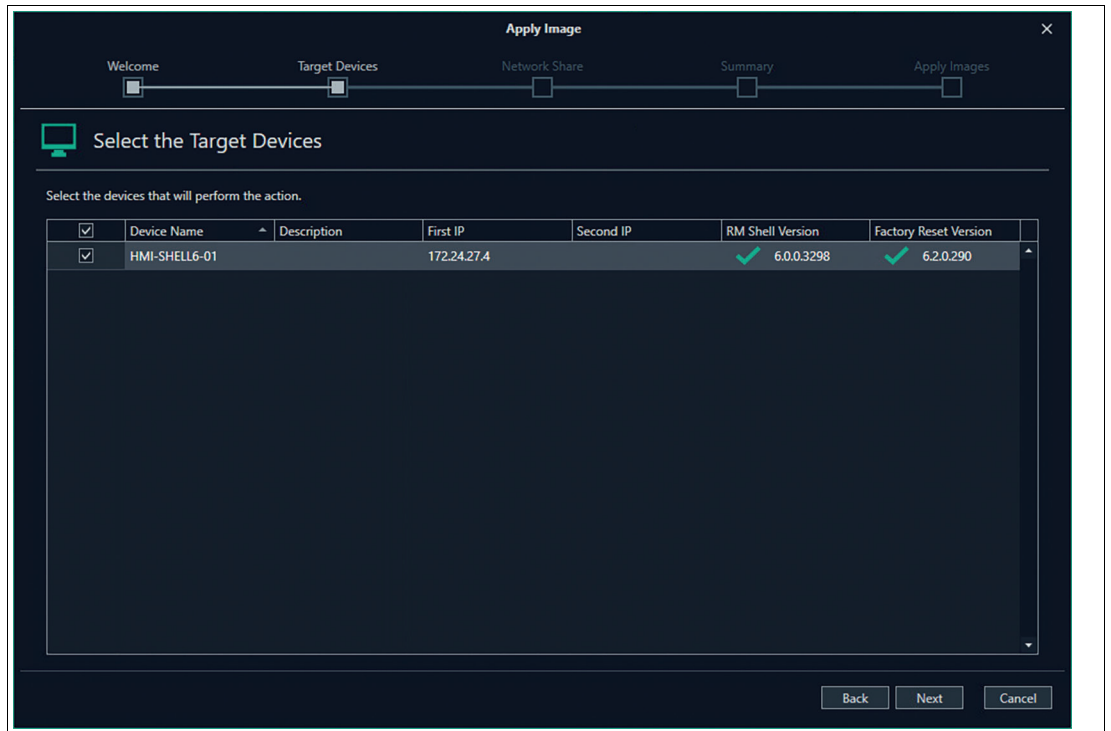 Apply Image
Welcome Target Devices Network Share Summary Apply Images
Select the Target Devices
Select the devices that will perform the action.
Device Name Description First IP Second IP RM Shell Version Factory Reset Version
HMI-SHELL6-01 172.24.27.4 6.0.0.3298 6.2.0.290
Back Next Cancel